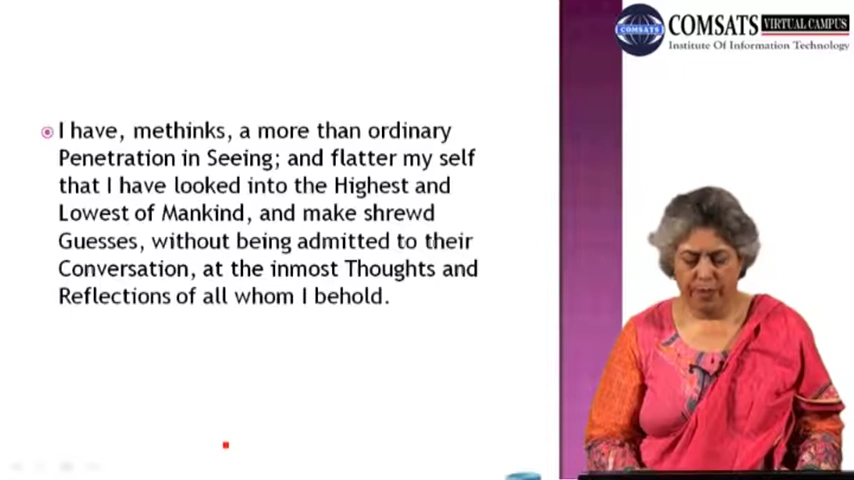 COMSATS VIRTUAL CAMPUS
Institute Of Information Technology
COMSATS
I have, methinks, a more than ordinary
Penetration in Seeing; and flatter my self
that I have looked into the Highest and
Lowest of Mankind, and make shrewd
Guesses, without being admitted to their
Conversation, at the inmost Thoughts and
Reflections of all whom I behold.